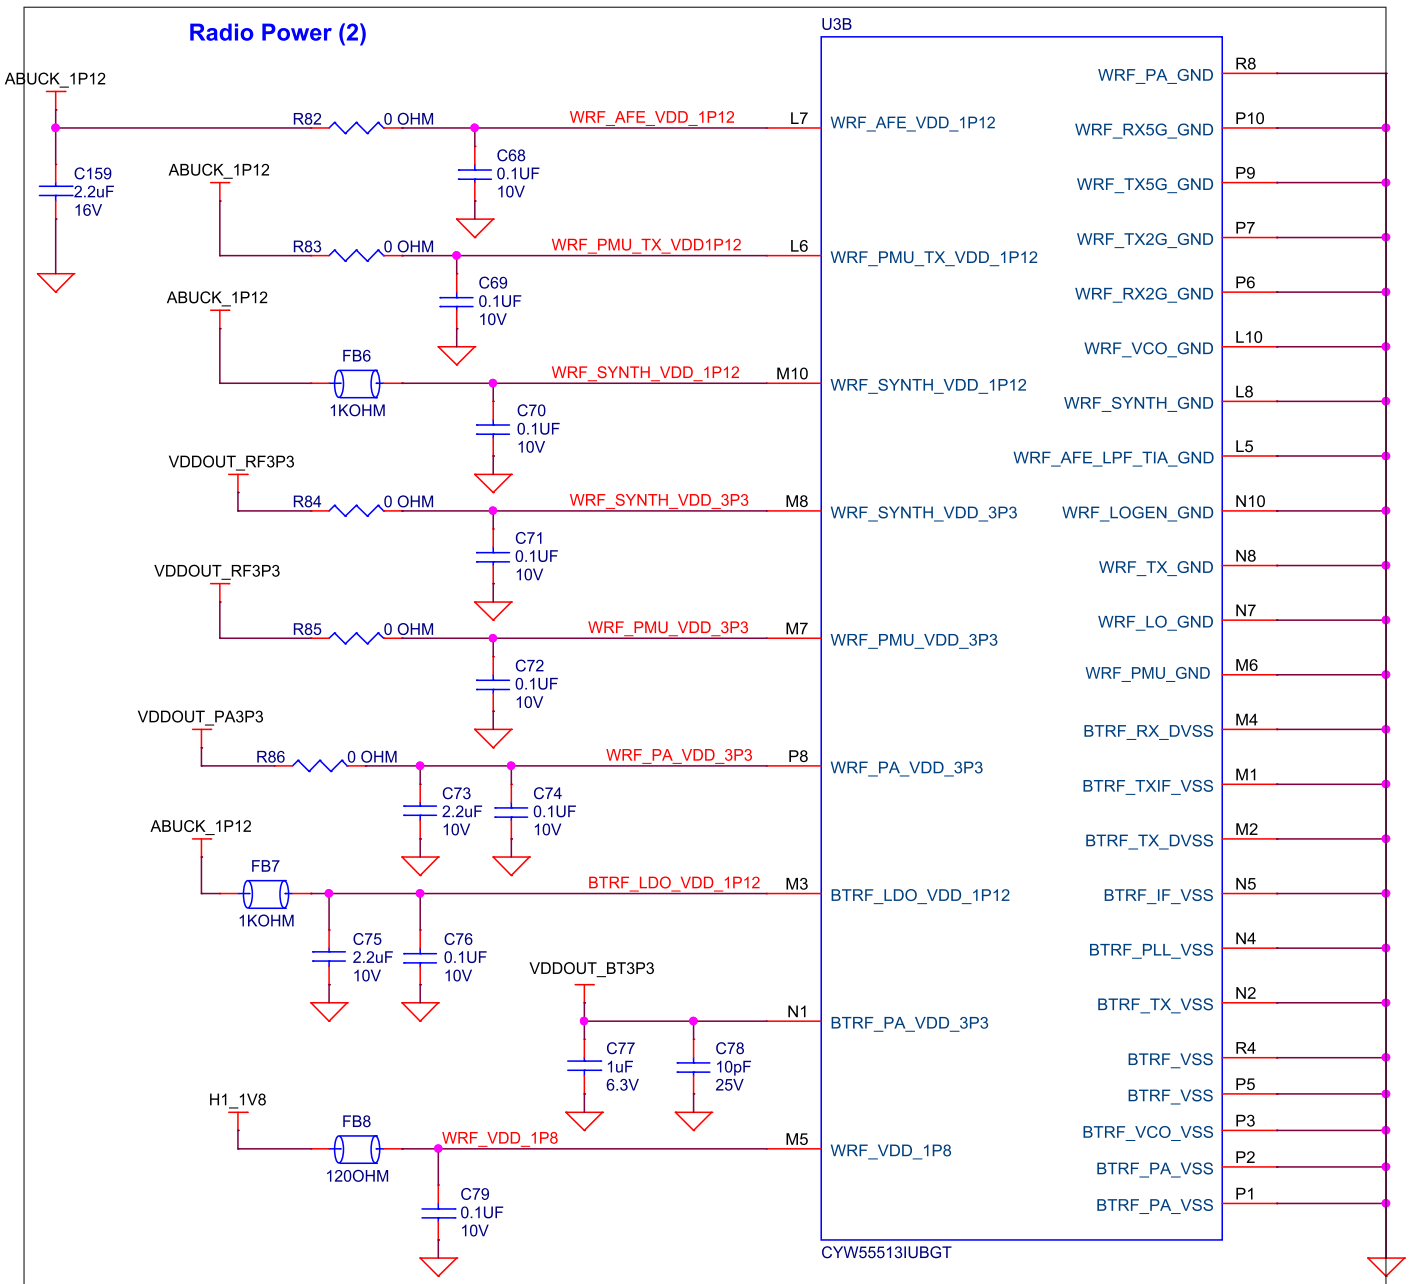 Radio Power (2)
U3B
ABUCK_1P12
R82
0 OHM
WRF_AFE_VDD_1P12
L7
WRF_AFE_VDD_1P12
C159
2.2uF
16V
C68
0.1UF
10V
ABUCK_1P12
R83
0 OHM
WRF_PMU_TX_VDD1P12
L6
WRF_PMU_TX_VDD_1P12
C69
0.1UF
10V
ABUCK_1P12
FB6
1KOHM
WRF_SYNTH_VDD_1P12
M10
WRF_SYNTH_VDD_1P12
C70
0.1UF
10V
VDDOUT_RF3P3
R84
0 OHM
WRF_SYNTH_VDD_3P3
M8
WRF_SYNTH_VDD_3P3
C71
0.1UF
10V
VDDOUT_RF3P3
R85
0 OHM
WRF_PMU_VDD_3P3
M7
WRF_PMU_VDD_3P3
C72
0.1UF
10V
VDDOUT_PA3P3
R86
0 OHM
WRF_PA_VDD_3P3
P8
WRF_PA_VDD_3P3
C73
2.2uF
10V
C74
0.1UF
10V
ABUCK_1P12
FB7
1KOHM
BTRF_LDO_VDD_1P12
M3
BTRF_LDO_VDD_1P12
C75
2.2uF
10V
C76
0.1UF
10V
VDDOUT_BT3P3
N1
BTRF_PA_VDD_3P3
C77
1uF
6.3V
C78
10pF
25V
H1_1V8
FB8
120OHM
WRF_VDD_1P8
M5
WRF_VDD_1P8
C79
0.1UF
10V
WRF_PA_GND R8
WRF_RX5G_GND P10
WRF_TX5G_GND P9
WRF_TX2G_GND P7
WRF_RX2G_GND P6
WRF_VCO_GND L10
WRF_SYNTH_GND L8
WRF_AFE_LPF_TIA_GND L5
WRF_LOGEN_GND N10
WRF_TX_GND N8
WRF_LO_GND N7
WRF_PMU_GND M6
BTRF_RX_DVSS M4
BTRF_TXIF_VSS M1
BTRF_TX_DVSS M2
BTRF_IF_VSS N5
BTRF_PLL_VSS N4
BTRF_TX_VSS N2
BTRF_VSS R4
BTRF_VSS P5
BTRF_VCO_VSS P3
BTRF_PA_VSS P2
BTRF_PA_VSS P1
CYW55513IUBGT